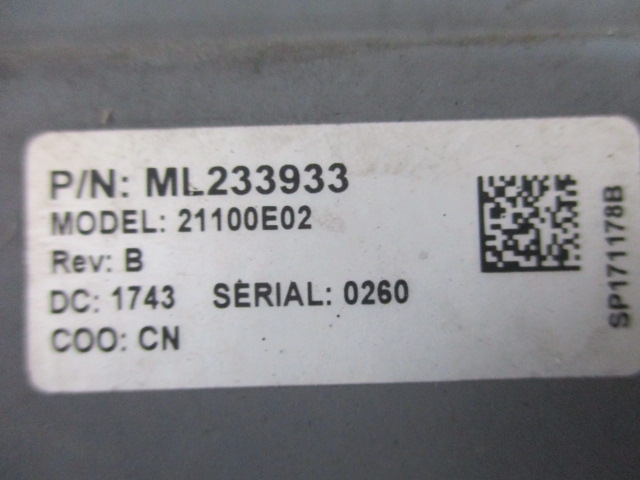 P/N: ML233933
MODEL: 21100E02
Rev: B
DC: 1743 SERIAL: 0260
COO: CN
SP171178B